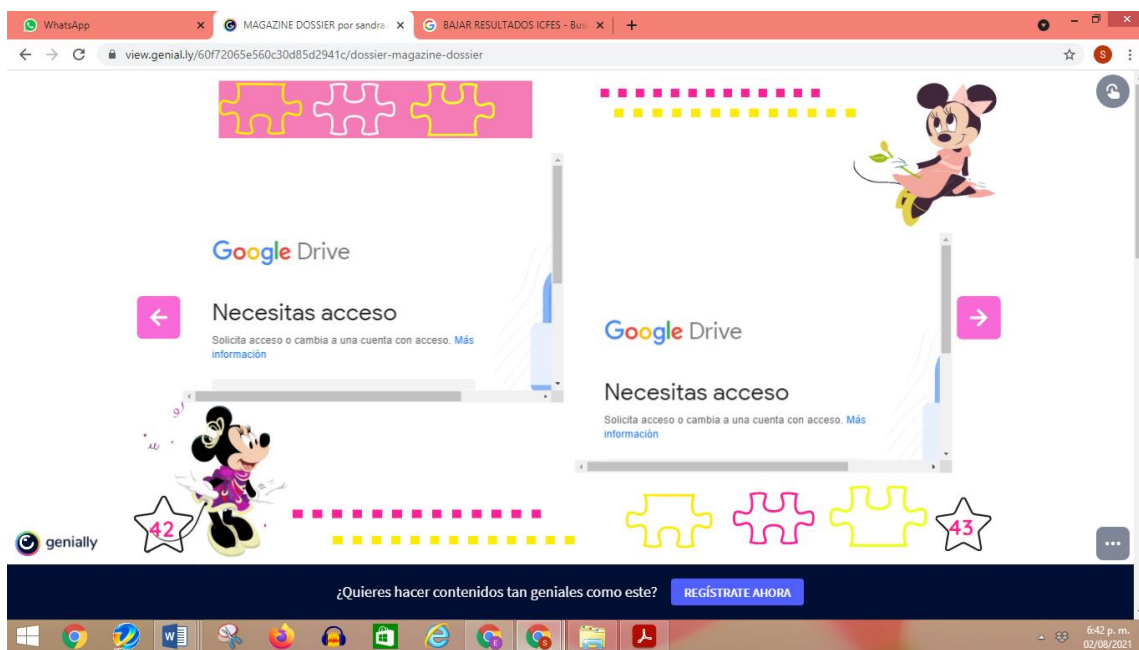 WhatsApp
MAGAZINE DOSSIER por sandra
BAJAR RESULTADOS ICFES - Bus
view.genial.ly/60f72065e560c30d85d2941c/dossier-magazine-dossier
S
Google Drive
Necesitas acceso
Solicita acceso o cambia a una cuenta con acceso. Más
información
Google Drive
Necesitas acceso
Solicita acceso o cambia a una cuenta con acceso. Más
información
42
43
genially
¿Quieres hacer contenidos tan geniales como este?
REGÍSTRATE AHORA
6:42 p. m.
02/08/2021